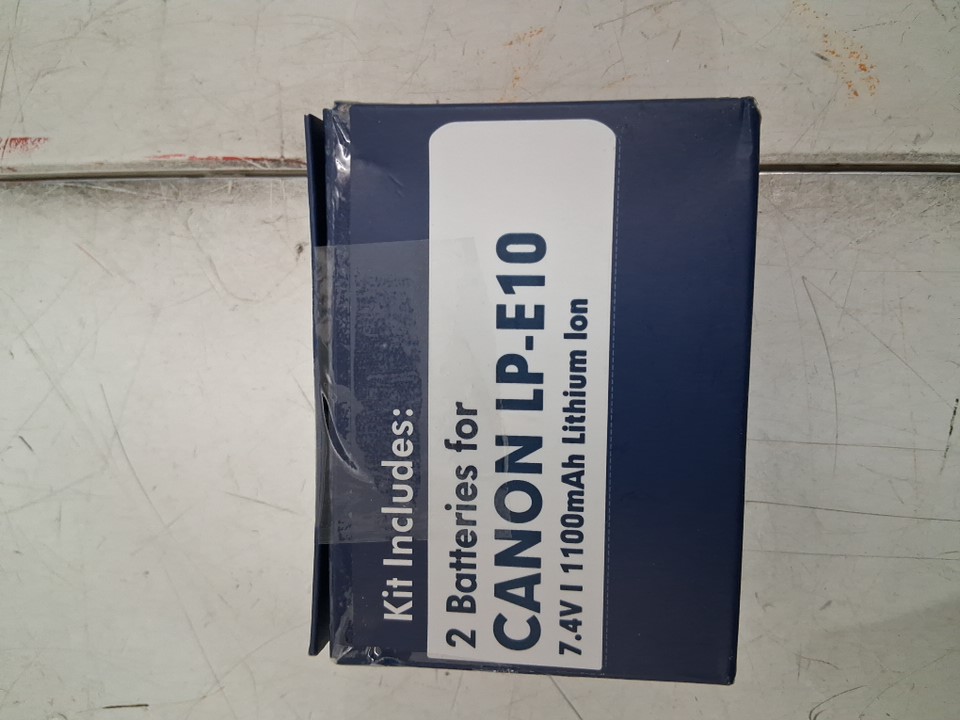 Kit Includes:
2 Batteries for
CANON LP-E10
7.4V I 1100mAh Lithium Ion